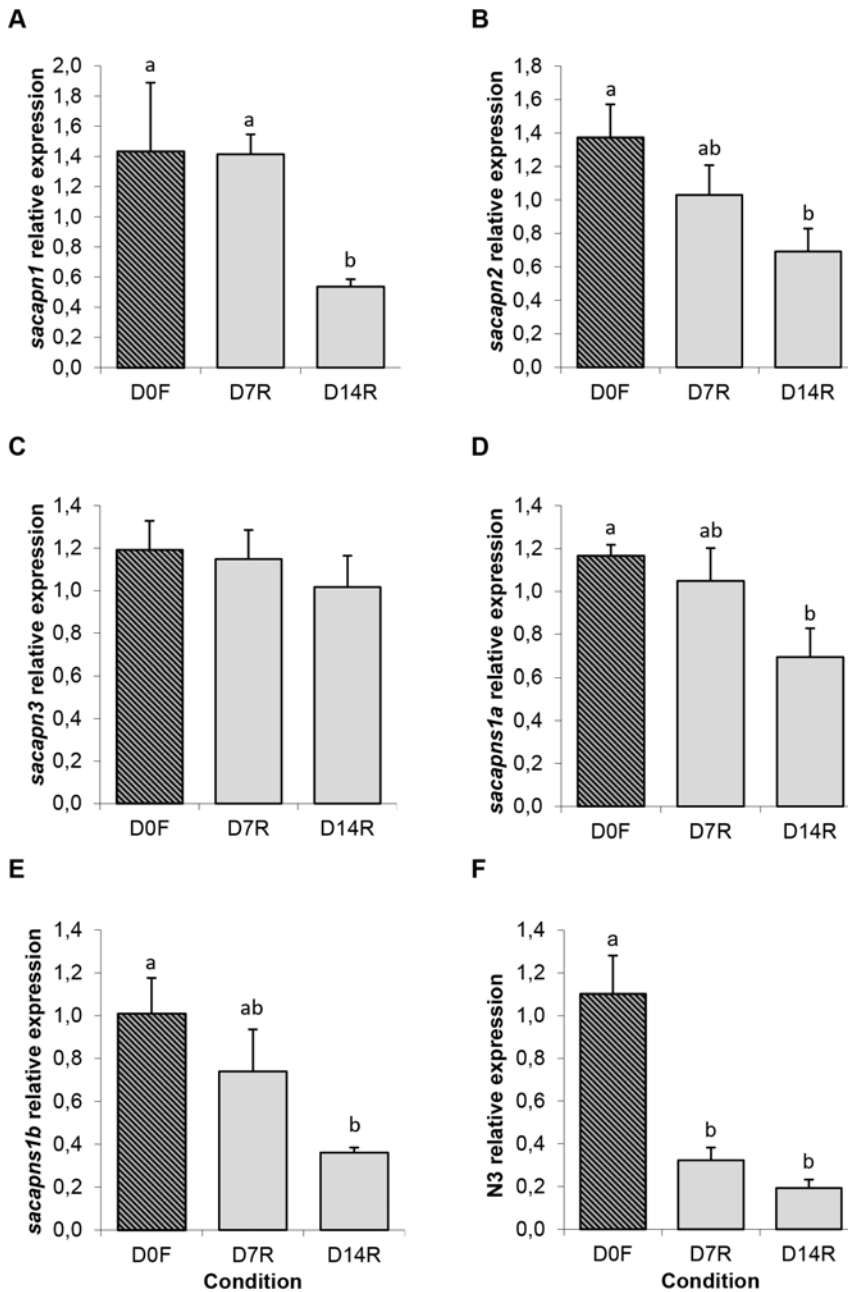 A
sacapn1 relative expression
2,0
1,8
1,6
1,4
1,2
1,0
0,8
0,6
0,4
0,2
0,0
a
a
b
D0F D7R D14R
B
sacapn2 relative expression
1,8
1,6
1,4
1,2
1,0
0,8
0,6
0,4
0,2
0,0
a
ab
b
D0F D7R D14R
C
sacapn3 relative expression
1,4
1,2
1,0
0,8
0,6
0,4
0,2
0,0
D0F D7R D14R
D
sacapns1a relative expression
1,4
1,2
1,0
0,8
0,6
0,4
0,2
0,0
a
ab
b
D0F D7R D14R
E
sacapns1b relative expression
1,4
1,2
1,0
0,8
0,6
0,4
0,2
0,0
a
ab
b
D0F D7R D14R
Condition
F
N3 relative expression
1,4
1,2
1,0
0,8
0,6
0,4
0,2
0,0
a
b
b
D0F D7R D14R
Condition